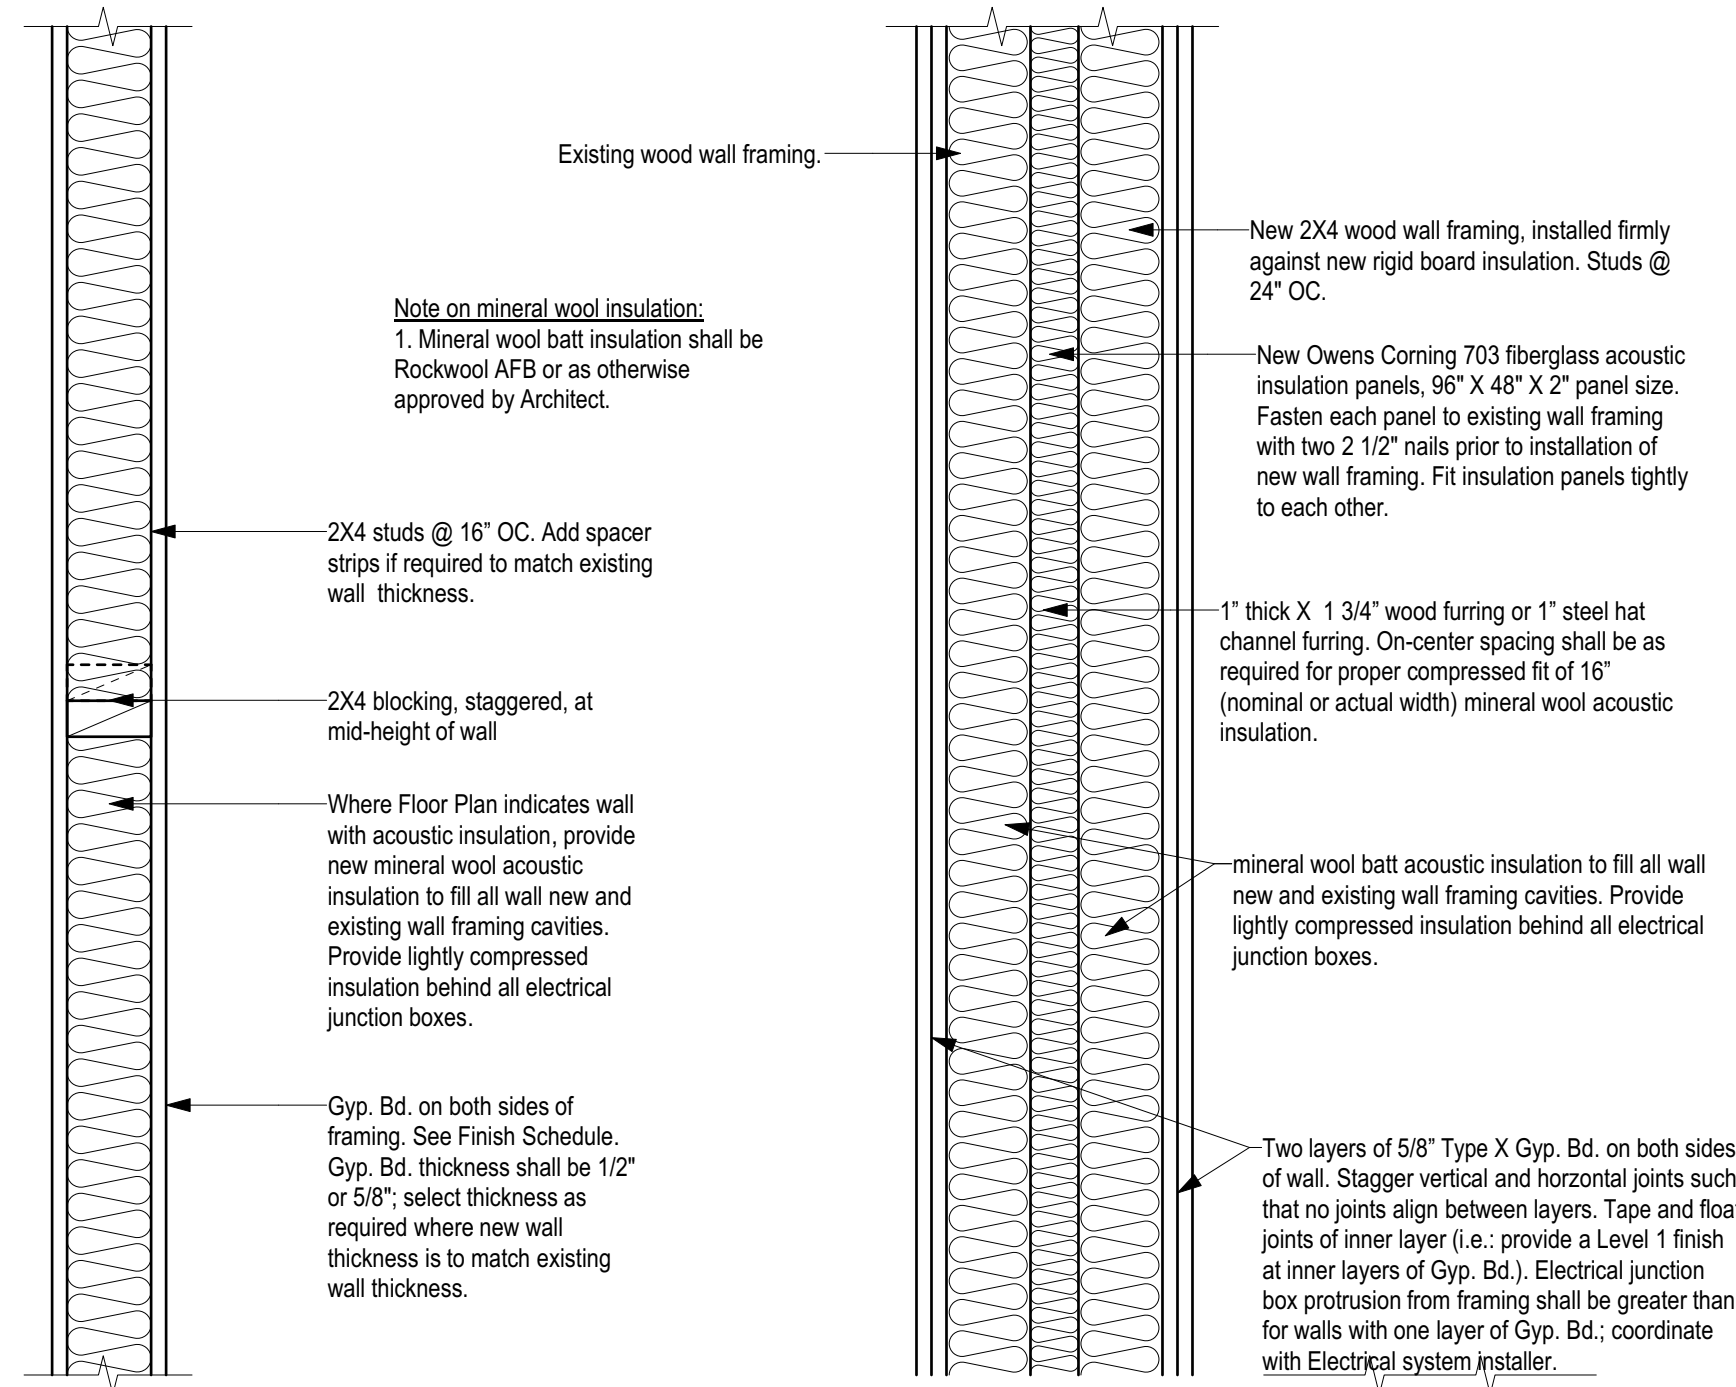 Existing wood wall framing.
Note on mineral wool insulation:
1. Mineral wool batt insulation shall be
Rockwool AFB or as otherwise
approved by Architect.
2X4 studs @ 16” OC. Add spacer
strips if required to match existing
wall  thickness.
2X4 blocking, staggered, at
mid-height of wall
Where Floor Plan indicates wall
with acoustic insulation, provide
new mineral wool acoustic
insulation to fill all wall new and
existing wall framing cavities.
Provide lightly compressed
insulation behind all electrical
junction boxes.
Gyp. Bd. on both sides of
framing. See Finish Schedule.
Gyp. Bd. thickness shall be 1/2"
or 5/8"; select thickness as
required where new wall
thickness is to match existing
wall thickness.
New 2X4 wood wall framing, installed firmly
against new rigid board insulation. Studs @
24" OC.
New Owens Corning 703 fiberglass acoustic
insulation panels, 96" X 48" X 2" panel size.
Fasten each panel to existing wall framing
with two 2 1/2" nails prior to installation of
new wall framing. Fit insulation panels tightly
to each other.
1” thick X  1 3/4” wood furring or 1” steel hat
channel furring. On-center spacing shall be as
required for proper compressed fit of 16”
(nominal or actual width) mineral wool acoustic
insulation.
mineral wool batt acoustic insulation to fill all wall
new and existing wall framing cavities. Provide
lightly compressed insulation behind all electrical
junction boxes.
Two layers of 5/8” Type X Gyp. Bd. on both sides
of wall. Stagger vertical and horzontal joints such
that no joints align between layers. Tape and float
joints of inner layer (i.e.: provide a Level 1 finish
at inner layers of Gyp. Bd.). Electrical junction
box protrusion from framing shall be greater than
for walls with one layer of Gyp. Bd.; coordinate
with Electrical system installer.